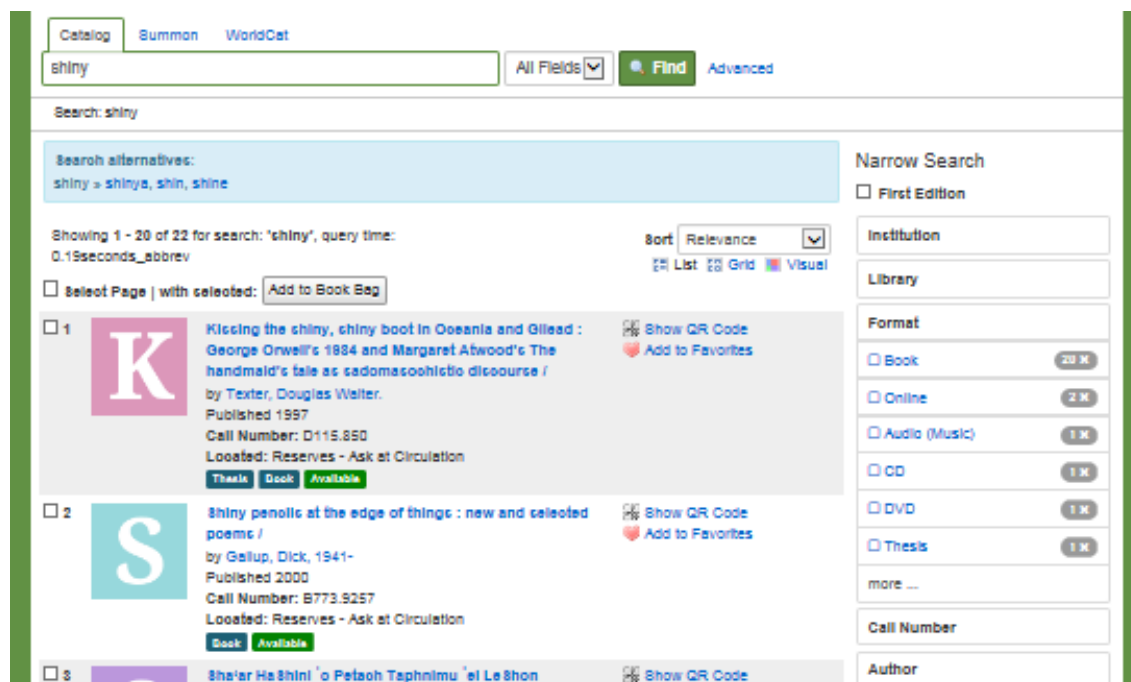 Catalog Summon WorldCat
shiny All Fields Find Advanced
Search: shiny
Search alternatives:
shiny » shinya, shin, shine
Showing 1 - 20 of 22 for search: 'shiny', query time:
0.19seconds_abbrev
Sort Relevance
List Grid Visual
Select Page | with selected: Add to Book Bag
1
K
Kissing the shiny, shiny boot in Oceania and Gilead :
George Orwell's 1984 and Margaret Atwood's The
handmaid's tale as sadomasochistic discourse /
by Texter, Douglas Walter.
Published 1997
Call Number: D115.850
Located: Reserves - Ask at Circulation
Thesis Book Available
Show QR Code
Add to Favorites
2
S
Shiny pencils at the edge of things : new and selected
poems /
by Gallup, Dick, 1941-
Published 2000
Call Number: B773.9257
Located: Reserves - Ask at Circulation
Book Available
Show QR Code
Add to Favorites
3
Sha'ar HaShini 'o Petach Taphnimu 'el LeShon
Show QR Code
Narrow Search
First Edition
Institution
Library
Format
Book 20
Online 2
Audio (Music) 1
CD 1
DVD 1
Thesis 1
more ...
Call Number
Author